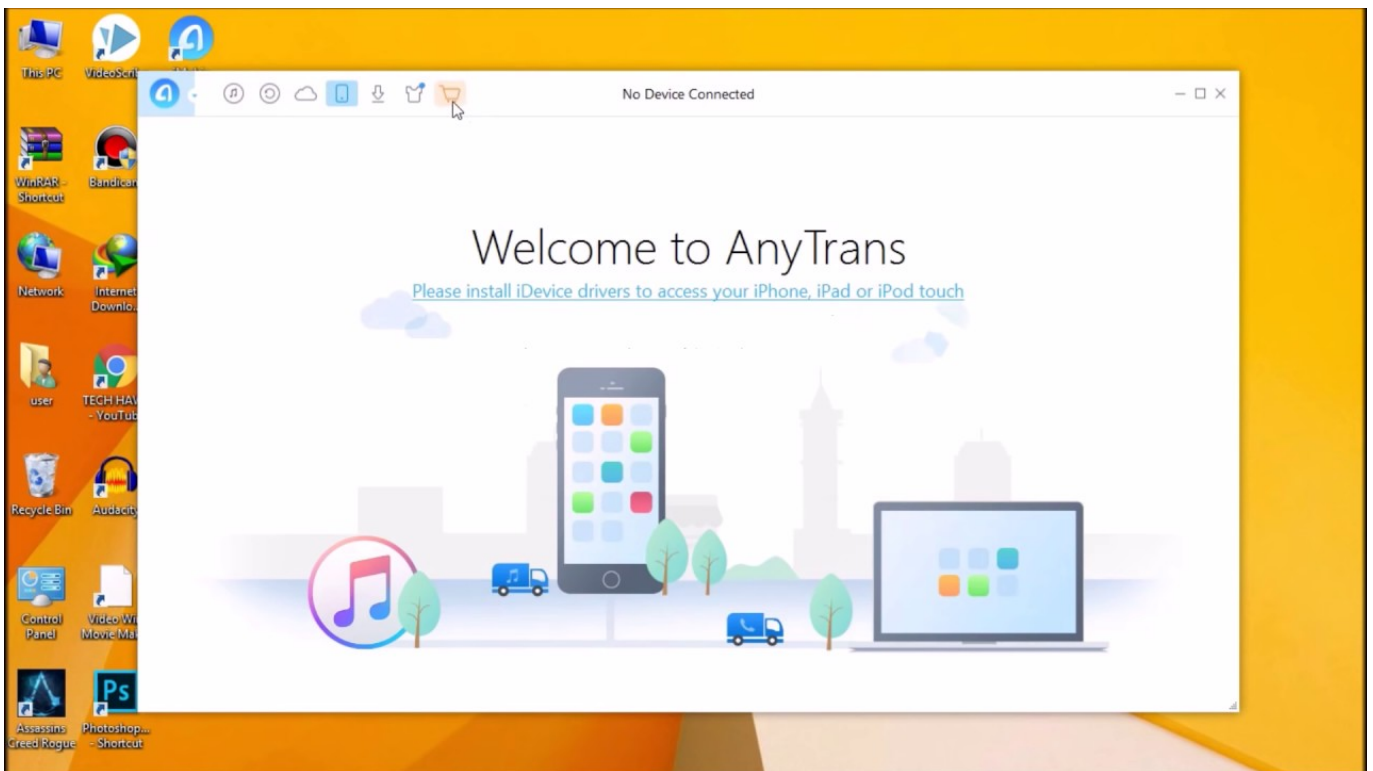 This PC
VideoScri
No Device Connected
WinRAR -
Shortcut
Bandicam
Welcome to AnyTrans
Please install iDevice drivers to access your iPhone, iPad or iPod touch
Network
Internet
Downlo...
user
TECH HAV
- YouTub
Recycle Bin
Audacity
Control
Panel
Video Wi
Movie Mak
Ps
Assassins
Creed Rogue
Photoshop...
- Shortcut